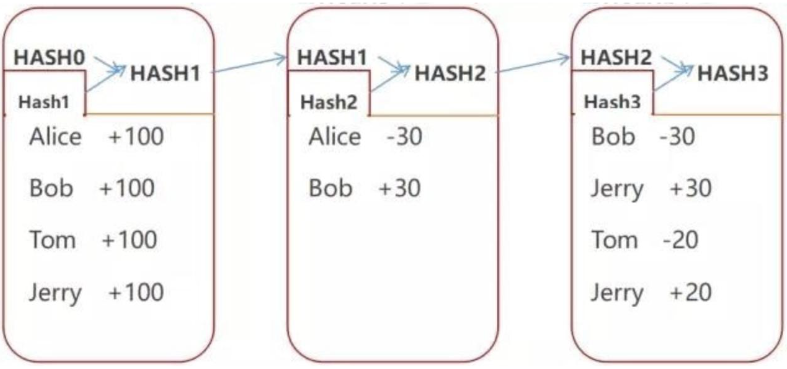 HASH0
HASH1
Hash1
Alice +100
Bob +100
Tom +100
Jerry +100
HASH1
HASH2
Hash2
Alice -30
Bob +30
HASH2
HASH3
Hash3
Bob -30
Jerry +30
Tom -20
Jerry +20